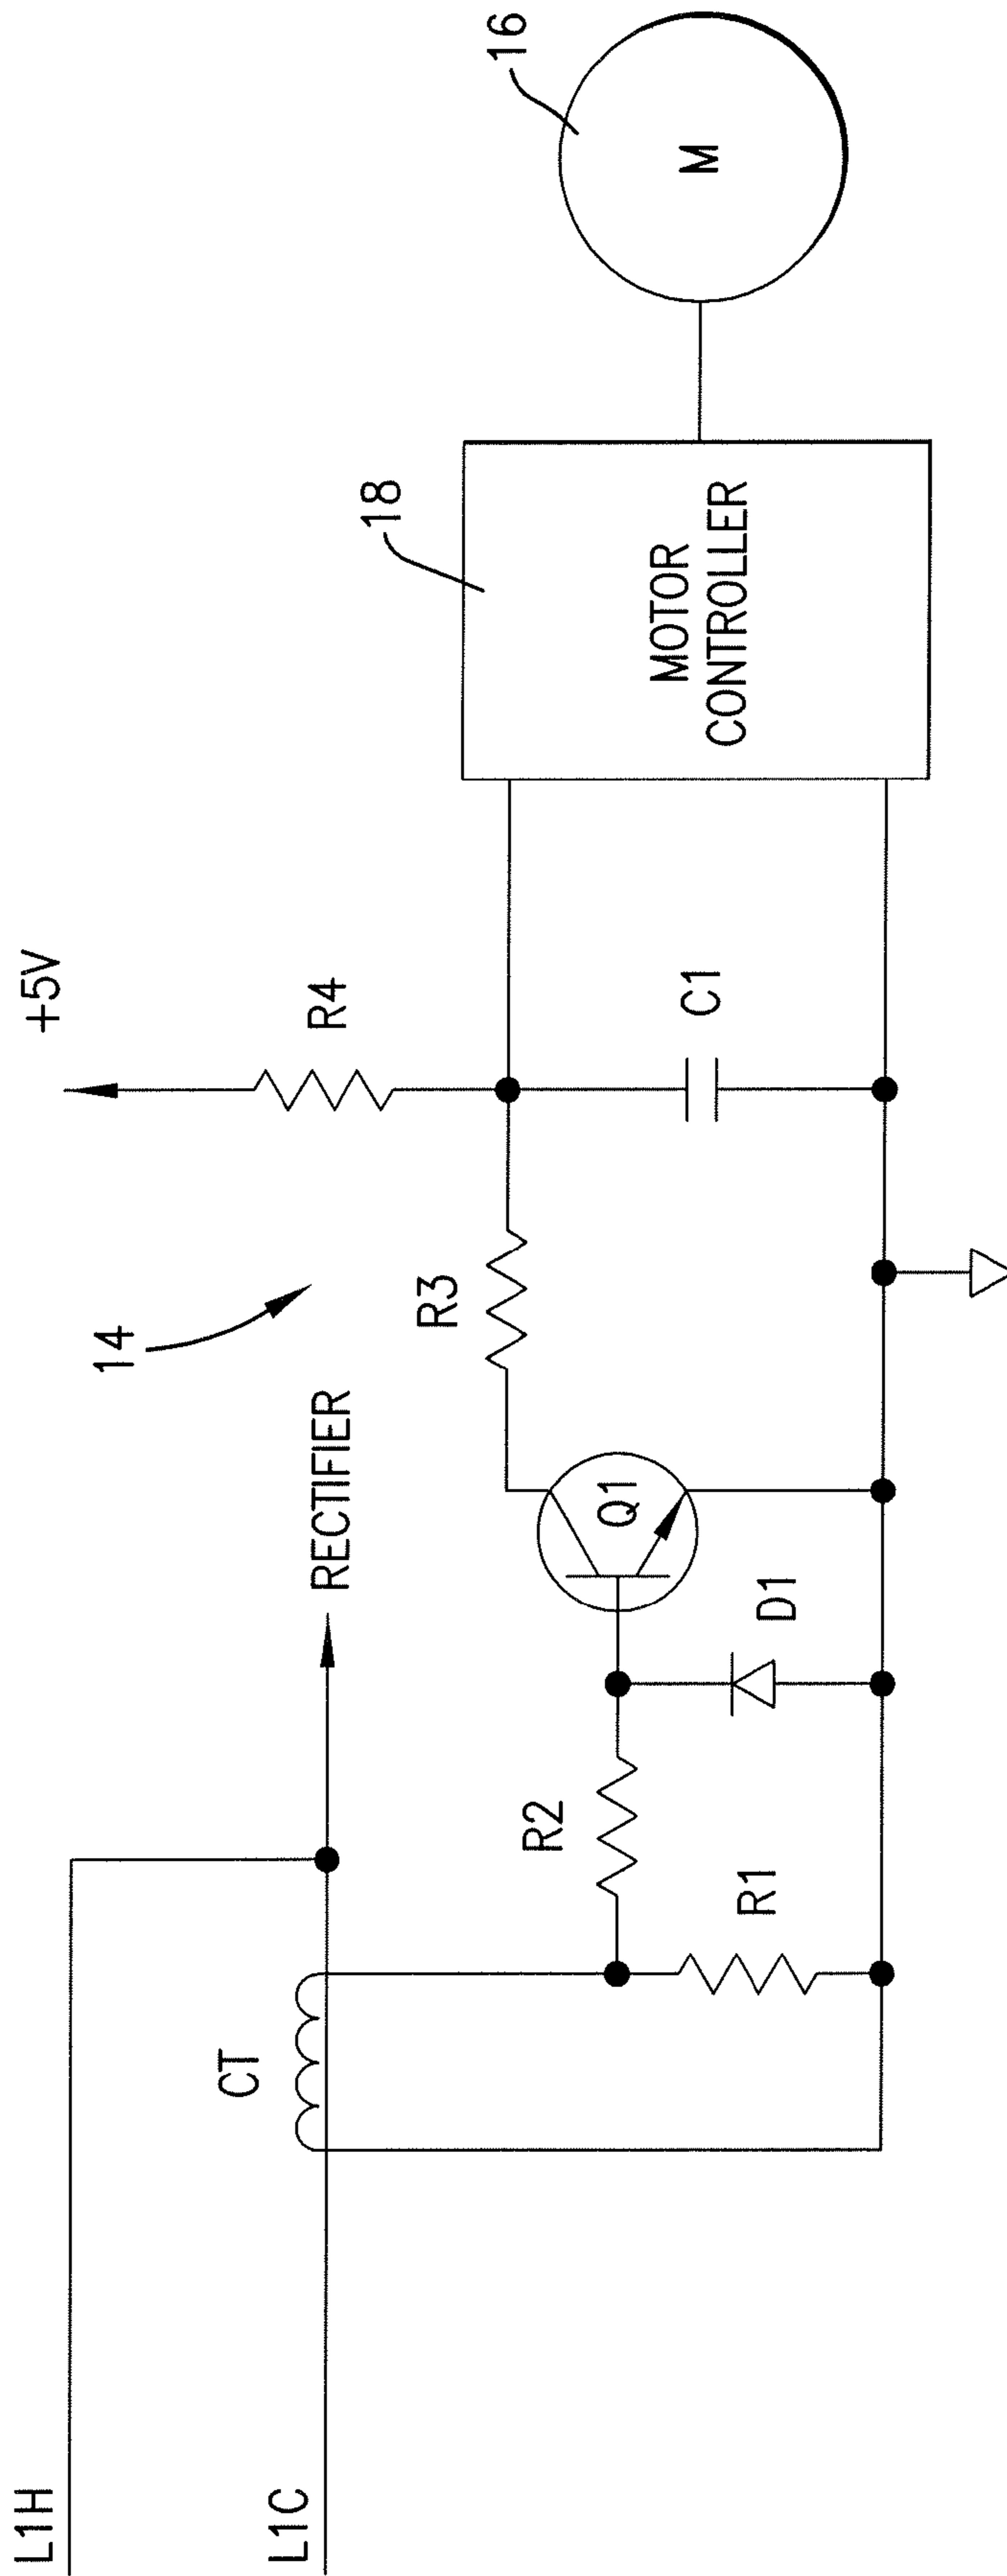 L1H
L1C
CT
RECTIFIER
14
+5V
R4
R3
R2
R1
D1
Q1
C1
18
MOTOR
CONTROLLER
16
M